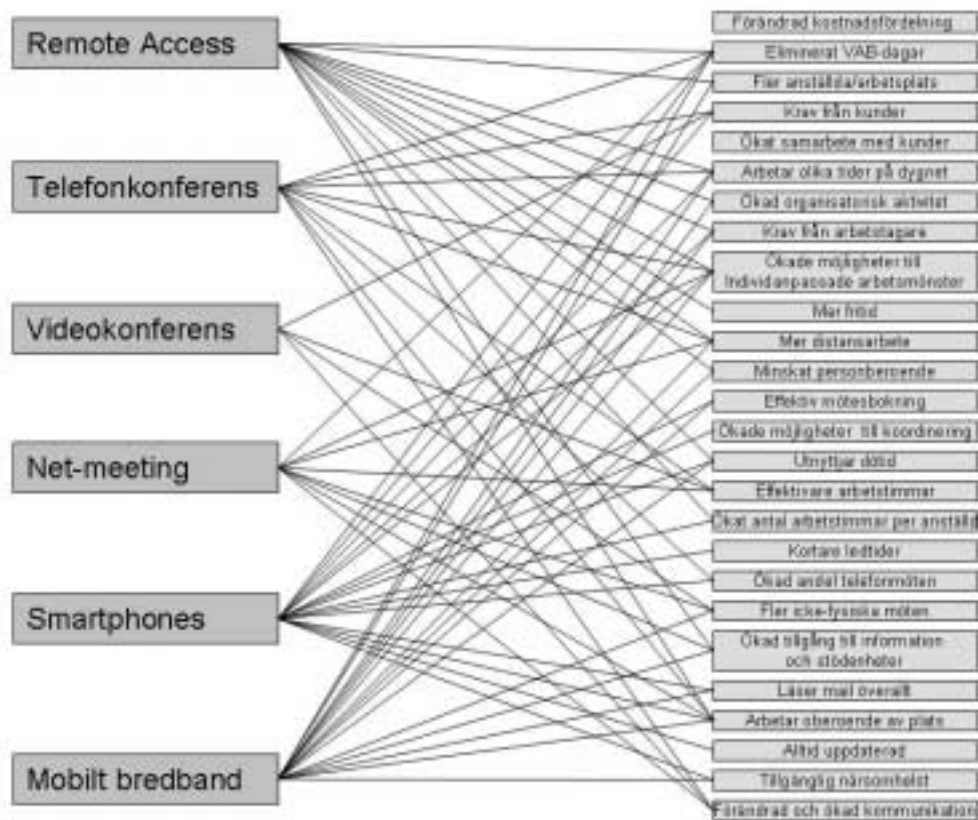 Remote Access
Telefonkonferens
Videokonferens
Net-meeting
Smartphones
Mobilt bredband
Förändrad kostnadsfördelning
Eliminerat VAB-dagar
Fler anställda/arbetsplats
Krav från kunder
Ökat samarbete med kunder
Arbetar olika tider på dygnet
Ökad organisatorisk aktivitet
Krav från arbetstagare
Ökade möjligheter till
Individanpassade arbetsmönster
Mer fritid
Mer distansarbete
Minskat personberoende
Effektiv mötesbokning
Ökade möjligheter till koordinering
Utnyttjar dötid
Effektivare arbetstimmar
Ökat antal arbetstimmar per anställd
Kortare ledtider
Ökad andel telefonmöten
Fler icke-fysiska möten
Ökad tillgång till information
och stödenheter
Läser mail överallt
Arbetar oberoende av plats
Alltid uppdaterad
Tillgänglig närsomhelst
Förändrad och ökad kommunikation